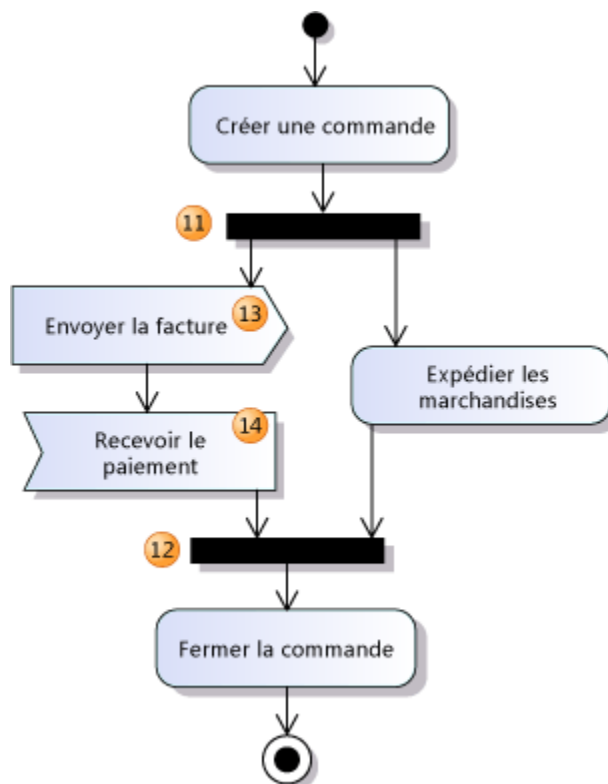 Créer une commande
11
13
Envoyer la facture
Expédier les
marchandises
14
Recevoir le
paiement
12
Fermer la commande